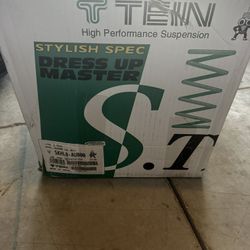 TEIN
High Performance Suspension
STYLISH SPEC
DRESS UP
MASTER
S.T.